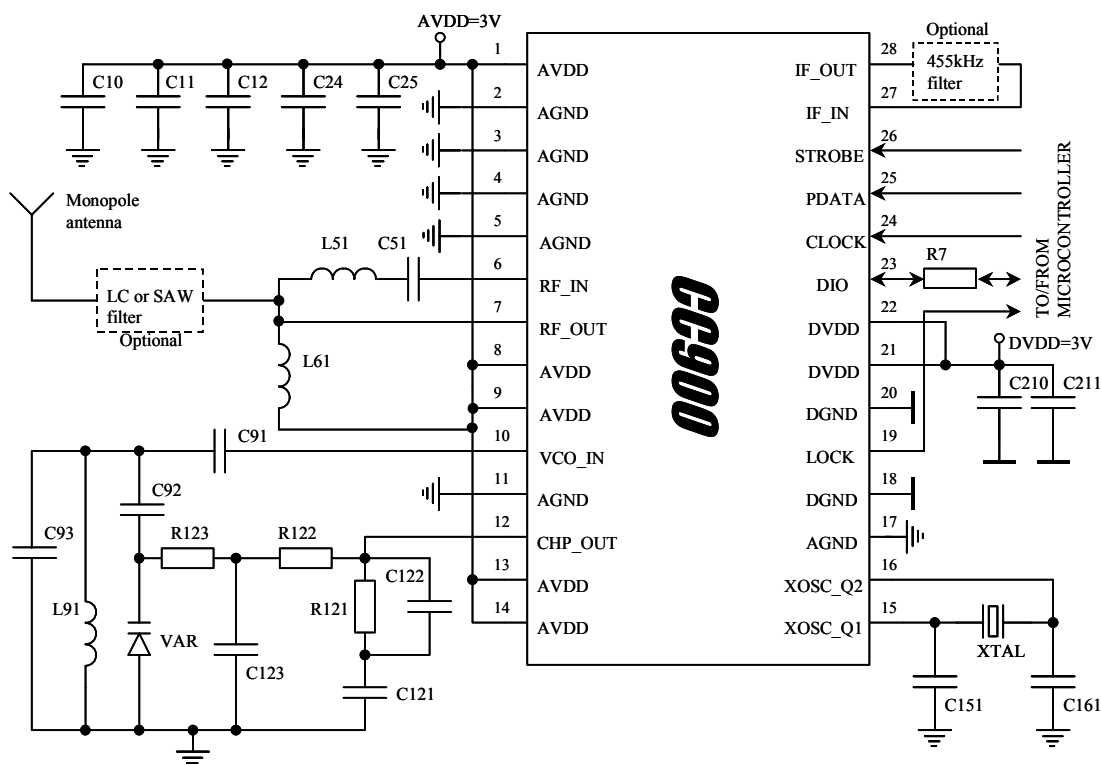 AVDD=3V
C10
C11
C12
C24
C25
Monopole
antenna
LC or SAW
filter
Optional
L51
C51
L61
C91
C92
C93
L91
VAR
R123
R122
C123
R121
C122
C121
1
AVDD
2
AGND
3
AGND
4
AGND
5
AGND
6
RF_IN
7
RF_OUT
8
AVDD
9
AVDD
10
VCO_IN
11
AGND
12
CHP_OUT
13
AVDD
14
AVDD
CC900
28
IF_OUT
27
IF_IN
26
STROBE
25
PDATA
24
CLOCK
23
DIO
22
DVDD
21
DVDD
20
DGND
19
LOCK
18
DGND
17
AGND
16
XOSC_Q2
15
XOSC_Q1
Optional
455kHz
filter
R7
TO/FROM
MICROCONTROLLER
DVDD=3V
C210
C211
XTAL
C151
C161